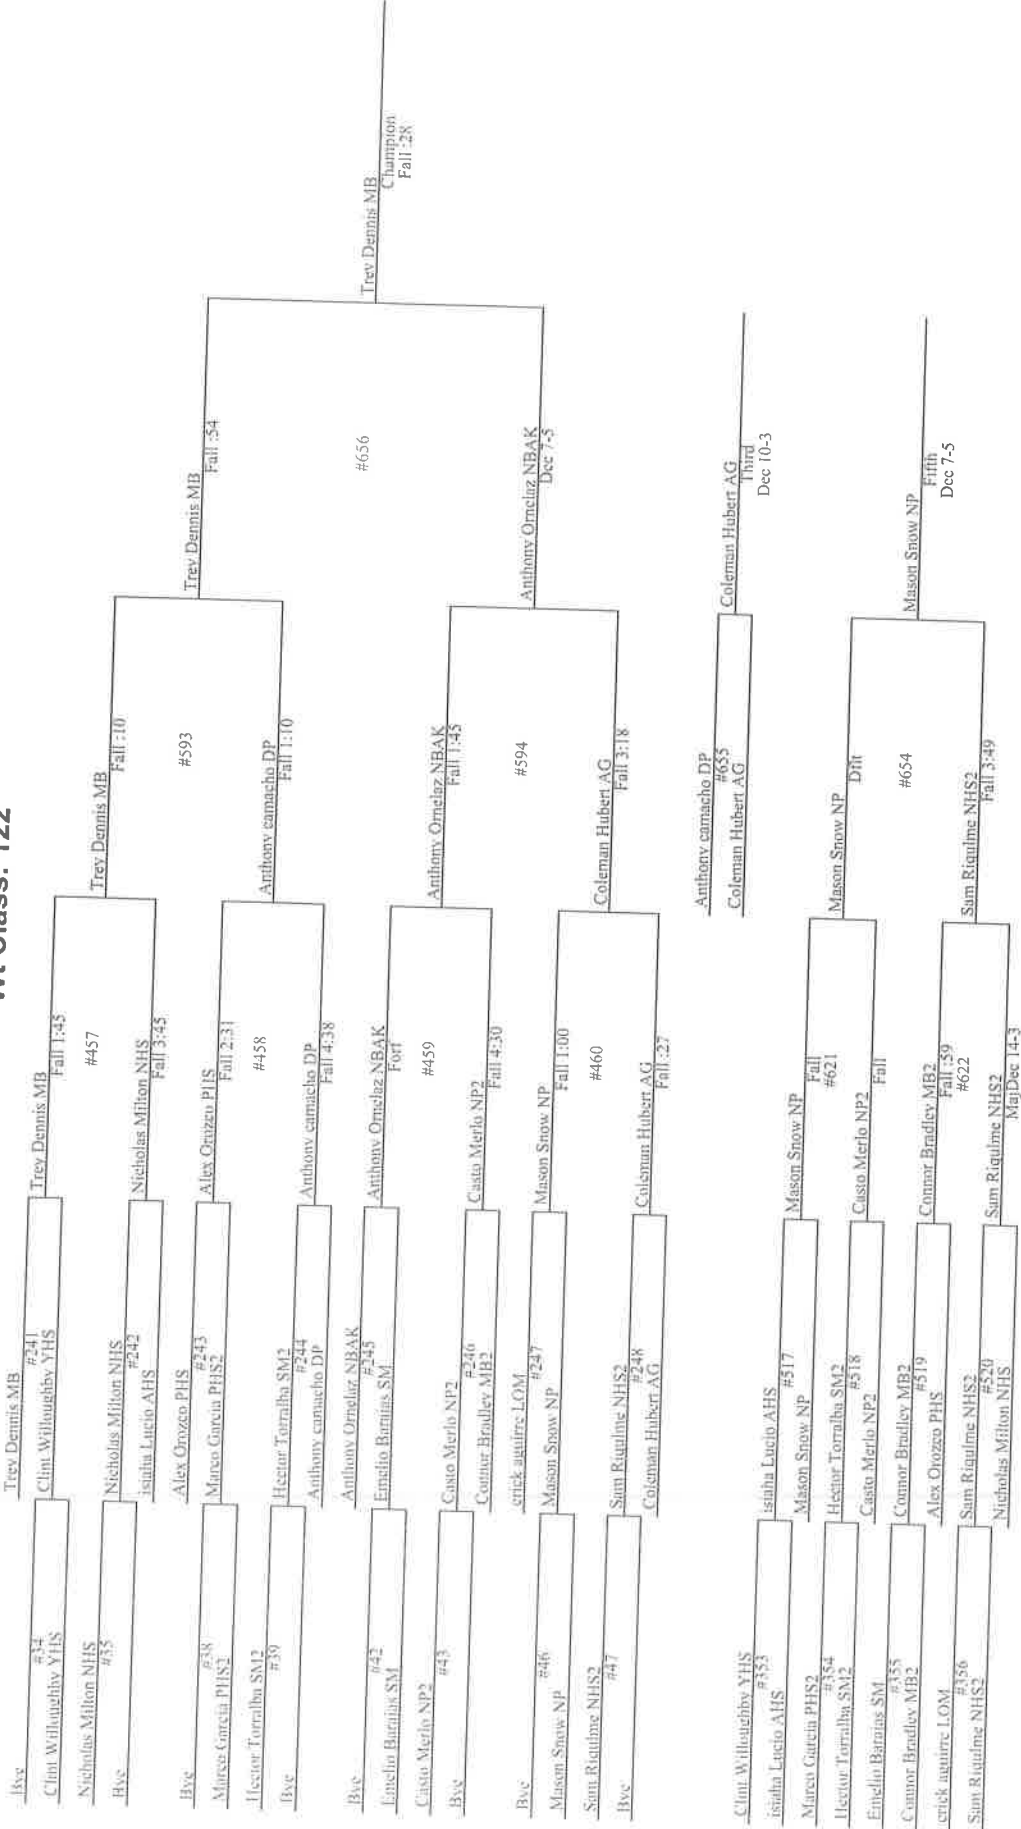 Wt Class: 122
Bye
#34
Clint Willoughby YHS
Nicholas Milton NHS
#35
Bye
Bye
#38
Marco Garcia PHS2
Hector Torralba SM2
#39
Bye
Bye
#42
Emelio Baraias SM
Casto Merlo NP2
#43
Bye
Bye
#46
Mason Snow NP
Sam Riqulme NHS2
#47
Bye
Trev Dennis MB
#241
Clint Willoughby YHS
Nicholas Milton NHS
#242
isiaha Lucio AHS
Alex Orozco PHS
#243
Marco Garcia PHS2
Hector Torralba SM2
#244
Anthony camacho DP
Anthony Ornelaz NBAK
#245
Emelio Baraias SM
Casto Merlo NP2
#246
Connor Bradley MB2
erick aguirre LOM
#247
Mason Snow NP
Sam Riqulme NHS2
#248
Coleman Hubert AG
Trev Dennis MB
Fall 1:45
#457
Nicholas Milton NHS
Fall 3:45
Alex Orozco PHS
Fall 2:31
#458
Anthony camacho DP
Fall 4:38
Anthony Ornelaz NBAK
Forf
#459
Casto Merlo NP2
Fall 4:30
Mason Snow NP
Fall 1:00
#460
Coleman Hubert AG
Fall :27
Trev Dennis MB
Fall :10
#593
Anthony camacho DP
Fall 1:10
Anthony Ornelaz NBAK
Fall 1:45
#594
Coleman Hubert AG
Fall 3:18
Trev Dennis MB
Fall :54
#656
Anthony Ornelaz NBAK
Dec 7-5
Trev Dennis MB
Champion
Fall :28
Anthony camacho DP
#655
Coleman Hubert AG
Coleman Hubert AG
Third
Dec 10-3
Clint Willoughby YHS
#353
isiaha Lucio AHS
Marco Garcia PHS2
#354
Hector Torralba SM2
Emelio Baraias SM
#355
Connor Bradley MB2
erick aguirre LOM
#356
Sam Riqulme NHS2
isiaha Lucio AHS
#517
Mason Snow NP
Hector Torralba SM2
#518
Casto Merlo NP2
Connor Bradley MB2
#519
Alex Orozco PHS
Sam Riqulme NHS2
#520
Nicholas Milton NHS
Mason Snow NP
Fall
#621
Casto Merlo NP2
Fall
Connor Bradley MB2
Fall :59
#622
Sam Riqulme NHS2
MajDec 14-3
Mason Snow NP
Dflt
#654
Sam Riqulme NHS2
Fall 3:49
Mason Snow NP
Fifth
Dec 7-5